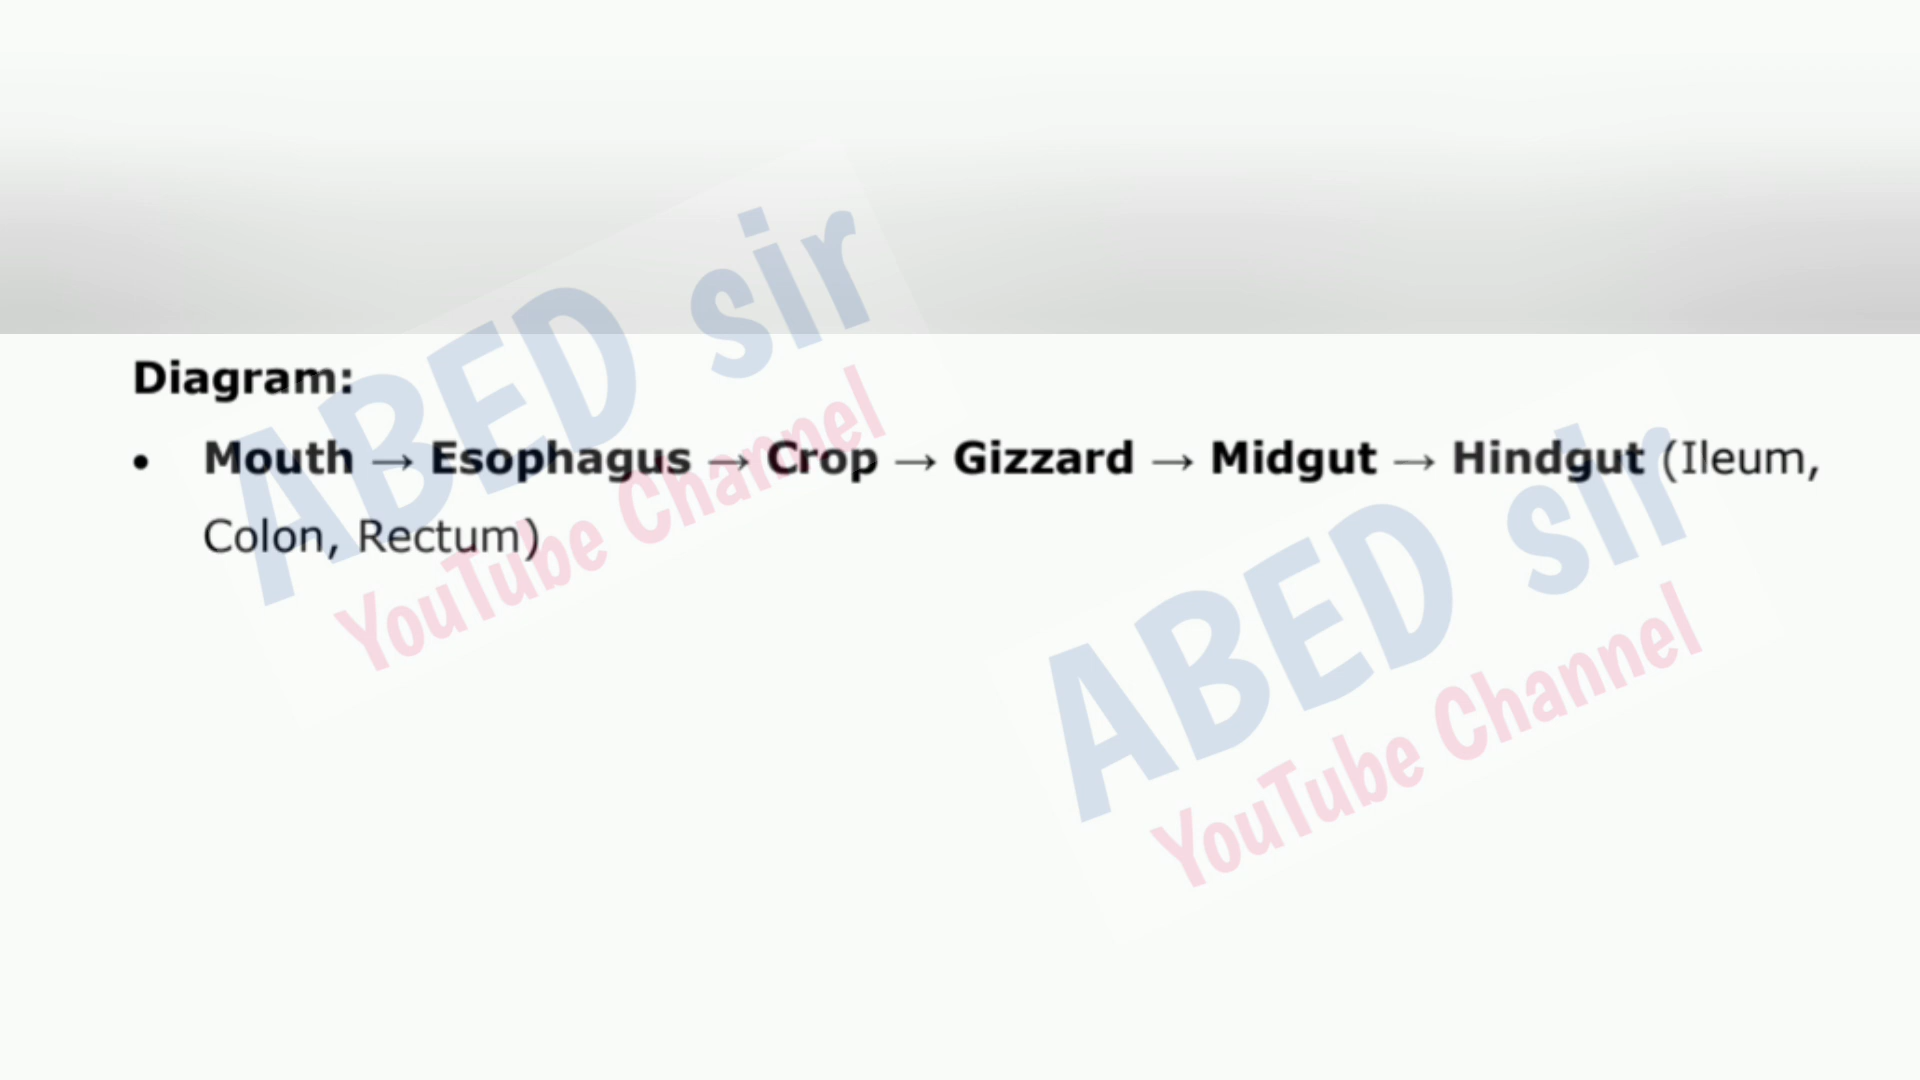 Diagram:
• Mouth → Esophagus → Crop → Gizzard → Midgut → Hindgut (Ileum,
Colon, Rectum)
ABED sir
YouTube Channel
ABED sir
YouTube Channel